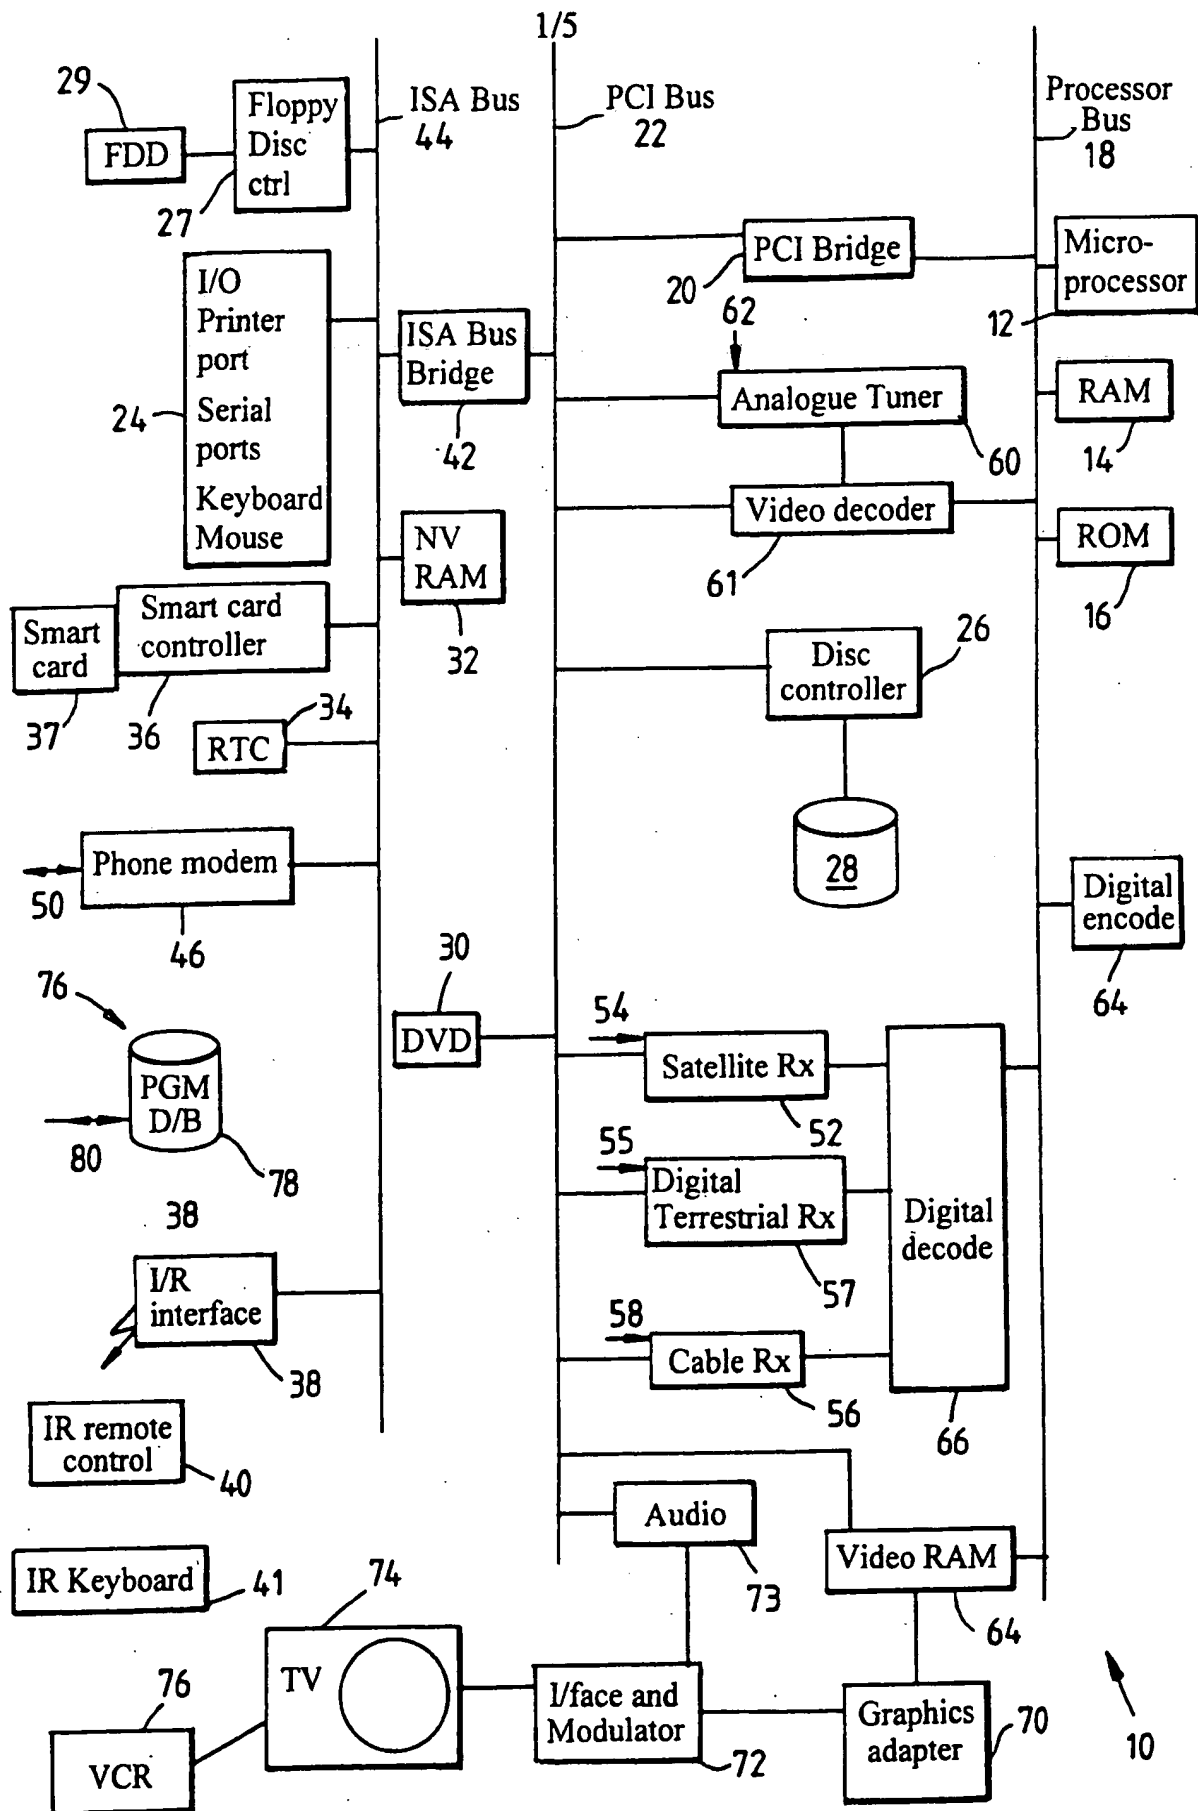 1/5
29
FDD
Floppy
Disc
ctrl
27
ISA Bus
44
PCI Bus
22
Processor
Bus
18
I/O
Printer
port
Serial
ports
Keyboard
Mouse
24
ISA Bus
Bridge
42
PCI Bridge
20
Micro-
processor
12
62
Analogue Tuner
60
RAM
14
Video decoder
61
ROM
16
NV
RAM
32
Smart card
controller
36
Smart
card
37
34
RTC
Disc
controller
26
28
Phone modem
50
46
Digital
encode
64
76
PGM
D/B
80
78
30
DVD
54
Satellite Rx
52
55
Digital
Terrestrial Rx
57
58
Cable Rx
56
Digital
decode
66
38
I/R
interface
38
IR remote
control
40
IR Keyboard
41
Audio
73
Video RAM
64
74
TV
76
VCR
I/face and
Modulator
72
Graphics
adapter
70
10